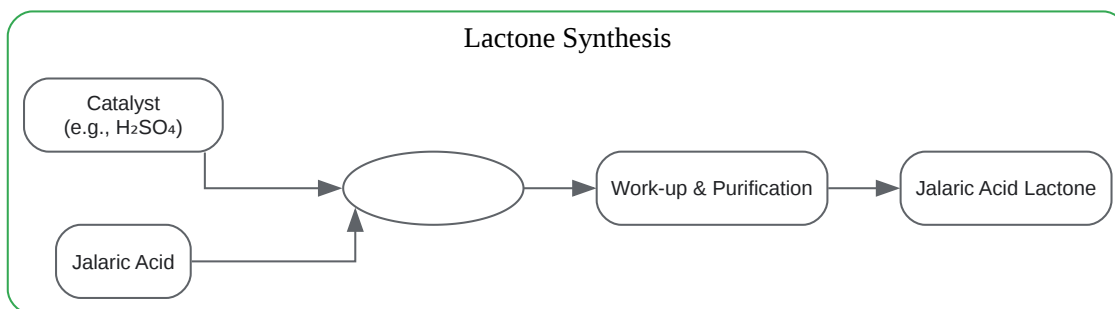 Lactone Synthesis
Catalyst
(e.g., H₂SO₄)
Work-up & Purification
Jalaric Acid Lactone
Jalaric Acid